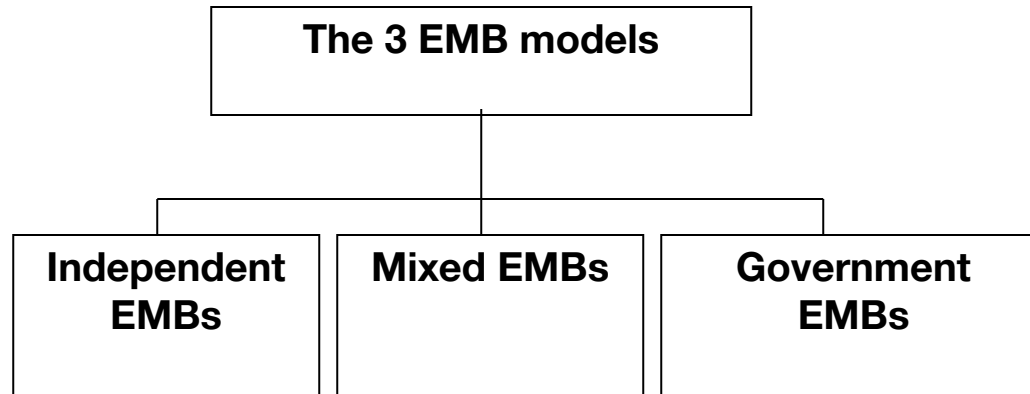 The 3 EMB models
Independent
EMBs
Mixed EMBs
Government
EMBs